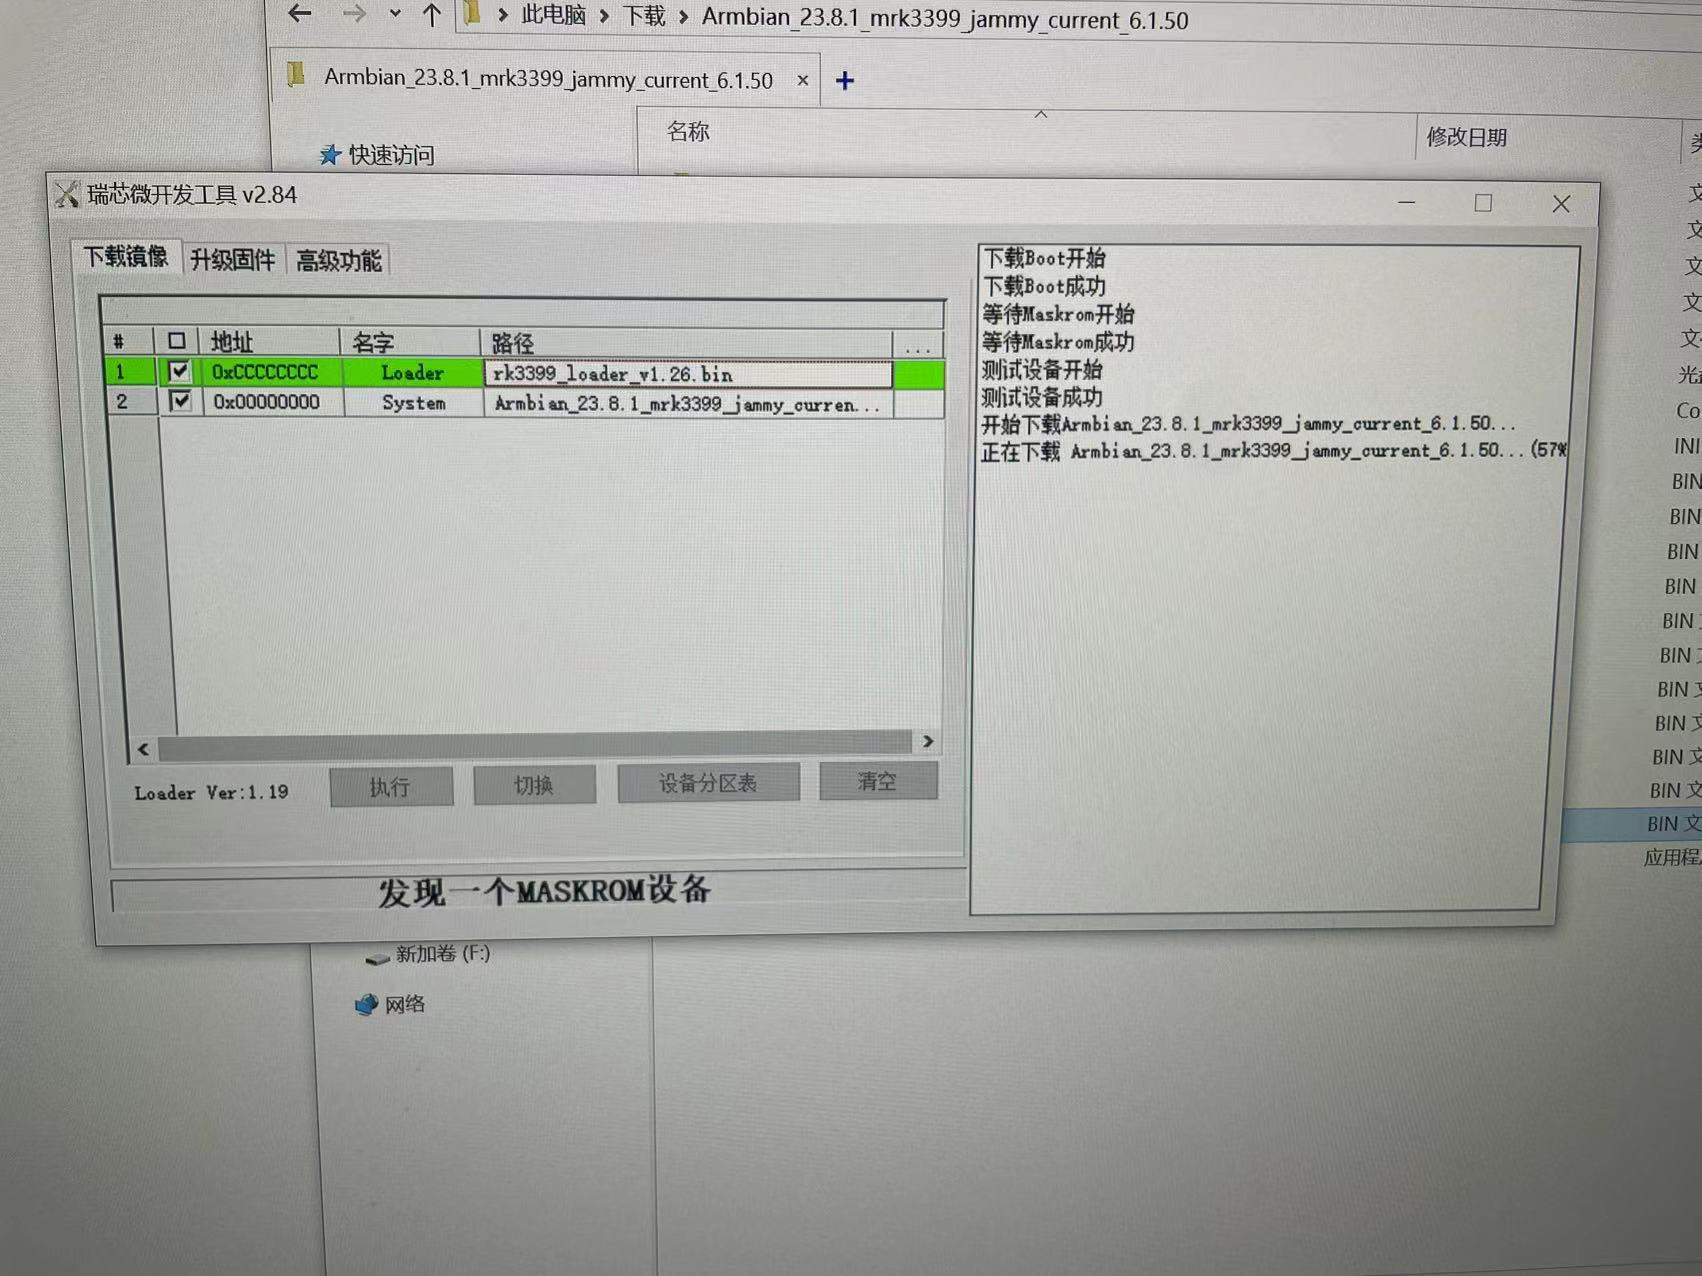 此电脑 › 下载 › Armbian_23.8.1_mrk3399_jammy_current_6.1.50
Armbian_23.8.1_mrk3399_jammy_current_6.1.50 × +
名称 修改日期
快速访问
瑞芯微开发工具 v2.84
下载镜像 升级固件 高级功能
# 地址 名字 路径 ...
1 0xCCCCCCCC Loader rk3399_loader_v1.26.bin
2 0x00000000 System Armbian_23.8.1_mrk3399_jammy_curren...
Loader Ver:1.19 执行 切换 设备分区表 清空
发现一个MASKROM设备
下载Boot开始
下载Boot成功
等待Maskrom开始
等待Maskrom成功
测试设备开始
测试设备成功
开始下载Armbian_23.8.1_mrk3399_jammy_current_6.1.50...
正在下载 Armbian_23.8.1_mrk3399_jammy_current_6.1.50...(57%
文
文
文
文
文
光盘
Co
INI
BIN
BIN
BIN
BIN
BIN
BIN 文
BIN 文
BIN 文
BIN 文
BIN 文
BIN 文
应用程
新加卷 (F:)
网络